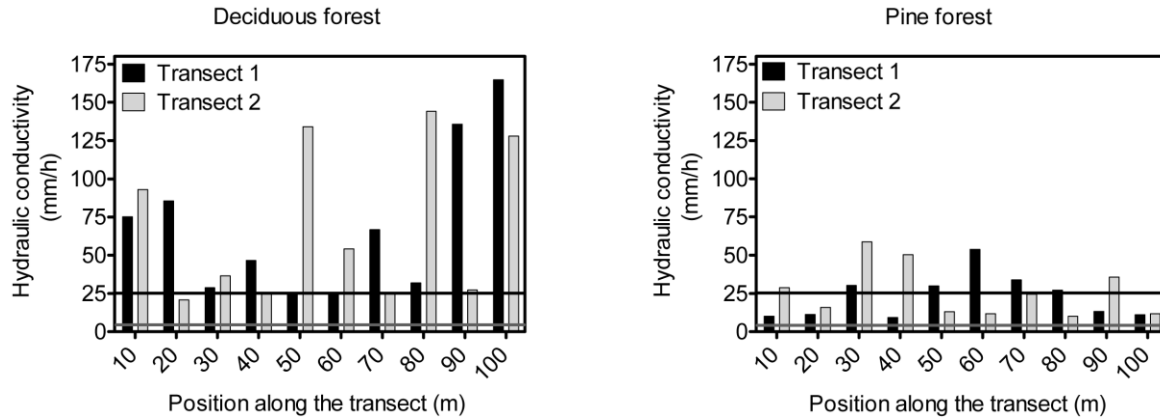 Deciduous forest
Hydraulic conductivity
(mm/h)
175
150
125
100
75
50
25
0
Transect 1
Transect 2
10 20 30 40 50 60 70 80 90 100
Position along the transect (m)
Pine forest
Hydraulic conductivity
(mm/h)
175
150
125
100
75
50
25
0
Transect 1
Transect 2
10 20 30 40 50 60 70 80 90 100
Position along the transect (m)